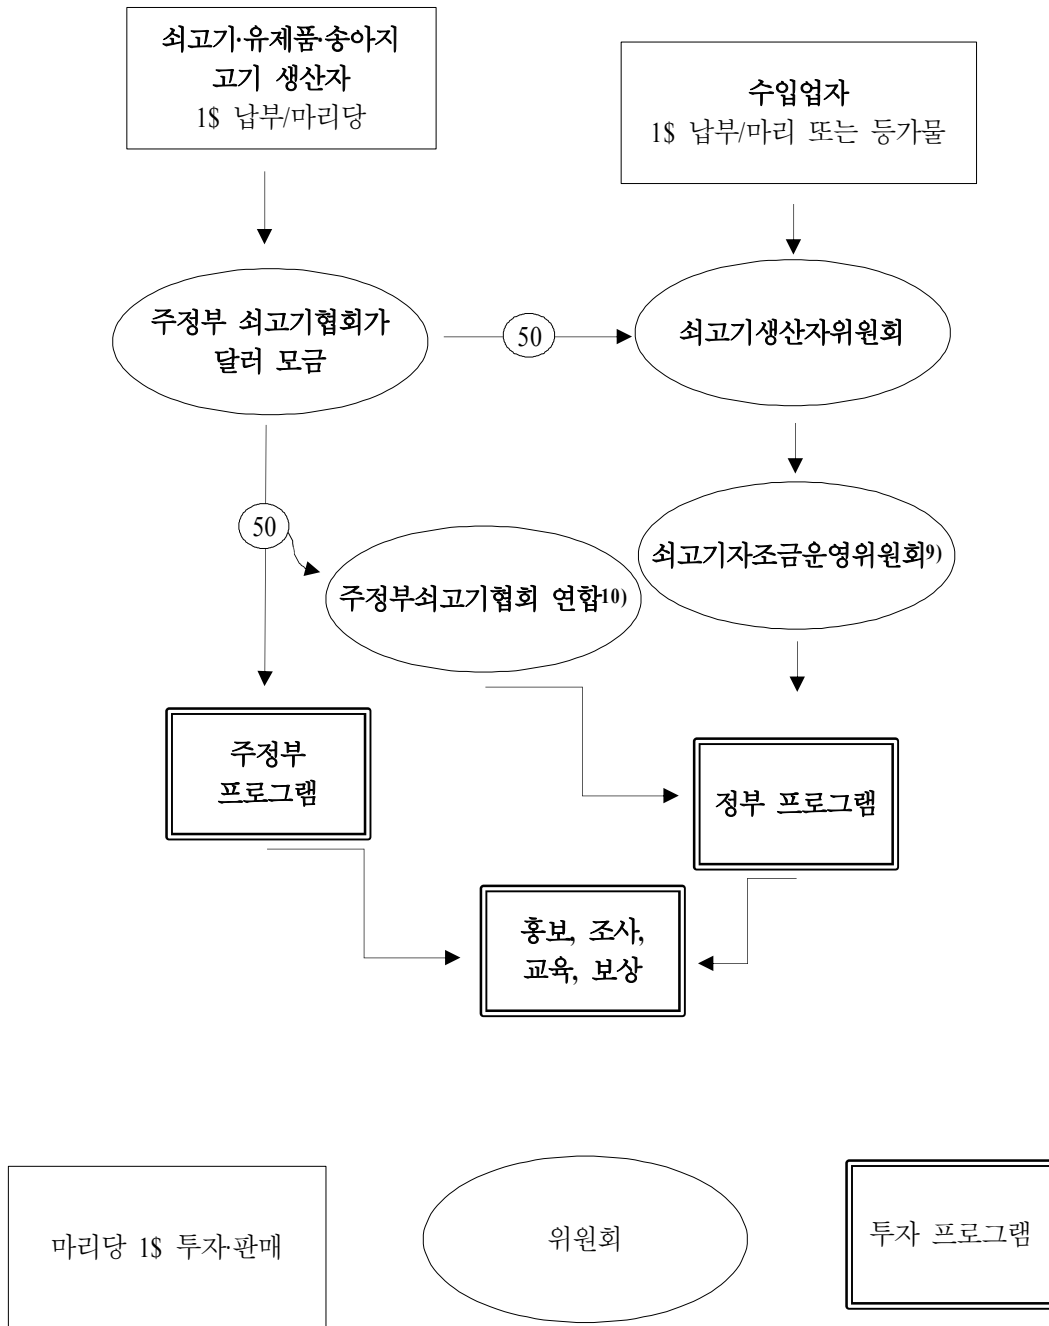 쇠고기·유제품·송아지
고기 생산자
1$ 납부/마리당
수입업자
1$ 납부/마리 또는 등가물
주정부 쇠고기협회가
달러 모금
50
쇠고기생산자위원회
50
쇠고기자조금운영위원회9)
주정부쇠고기협회 연합10)
주정부
프로그램
정부 프로그램
홍보, 조사,
교육, 보상
마리당 1$ 투자·판매
위원회
투자 프로그램